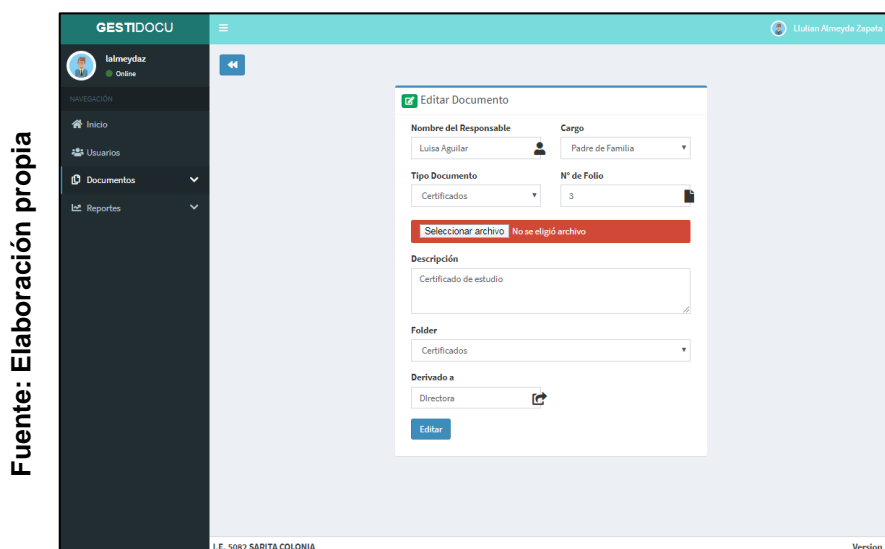 Fuente: Elaboración propia
GESTIDOCU
Llulian Almeyda Zapata
lalmeydaz
Online
NAVEGACIÓN
Inicio
Usuarios
Documentos
Reportes
Editar Documento
Nombre del Responsable Cargo
Luisa Aguilar Padre de Familia
Tipo Documento N° de Folio
Certificados 3
Seleccionar archivo No se eligió archivo
Descripción
Certificado de estudio
Folder
Certificados
Derivado a
DIrectora
Editar
I.E. 5082 SARITA COLONIA Version